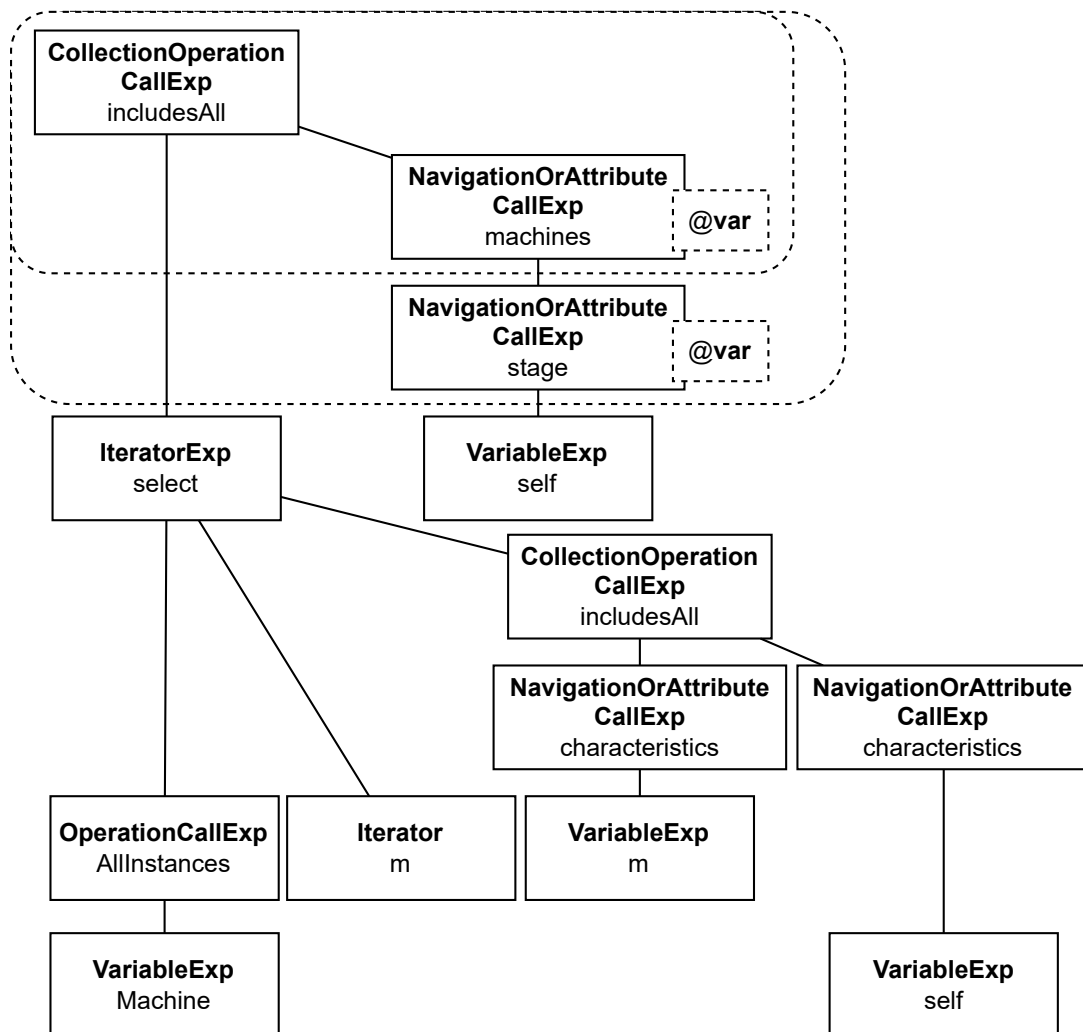 CollectionOperation
CallExp
includesAll
NavigationOrAttribute
CallExp
machines
@var
NavigationOrAttribute
CallExp
stage
@var
IteratorExp
select
VariableExp
self
CollectionOperation
CallExp
includesAll
NavigationOrAttribute
CallExp
characteristics
NavigationOrAttribute
CallExp
characteristics
OperationCallExp
AllInstances
Iterator
m
VariableExp
m
VariableExp
Machine
VariableExp
self